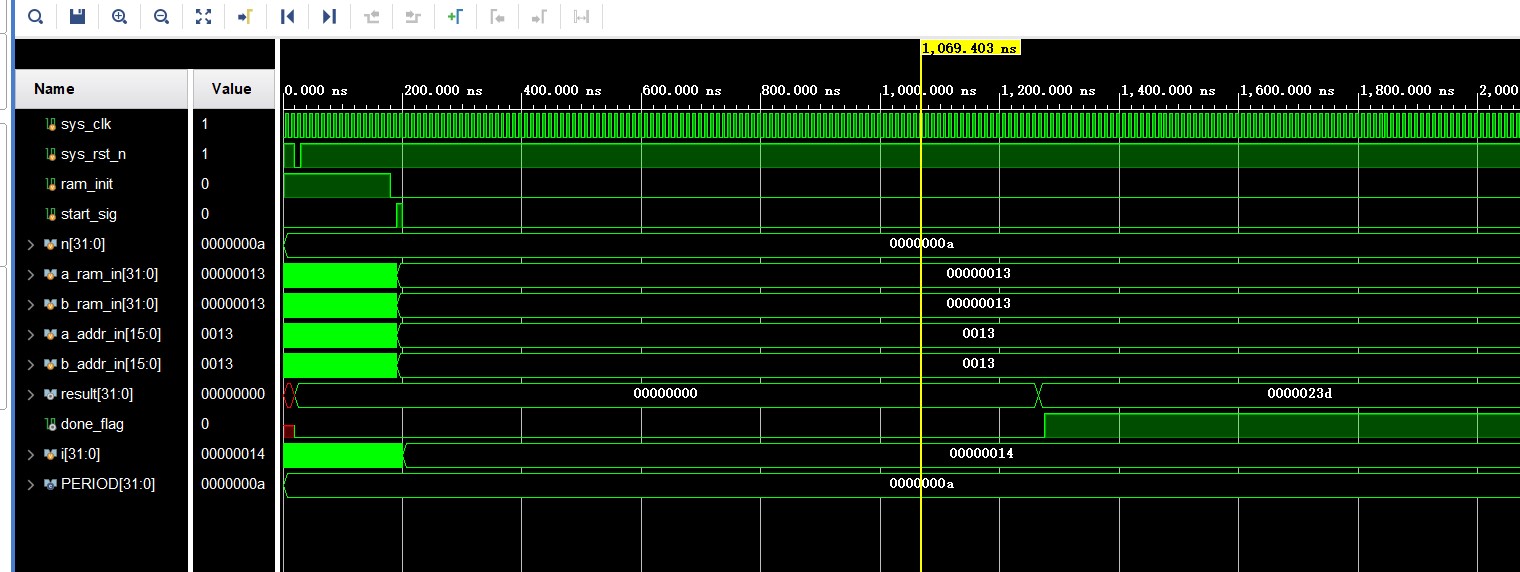 1,069.403 ns
Name Value 0.000 ns 200.000 ns 400.000 ns 600.000 ns 800.000 ns 1,000.000 ns 1,200.000 ns 1,400.000 ns 1,600.000 ns 1,800.000 ns 2,000
sys_clk 1
sys_rst_n 1
ram_init 0
start_sig 0
n[31:0] 0000000a 0000000a
a_ram_in[31:0] 00000013 00000013
b_ram_in[31:0] 00000013 00000013
a_addr_in[15:0] 0013 0013
b_addr_in[15:0] 0013 0013
result[31:0] 00000000 00000000 0000023d
done_flag 0
i[31:0] 00000014 00000014
PERIOD[31:0] 0000000a 0000000a